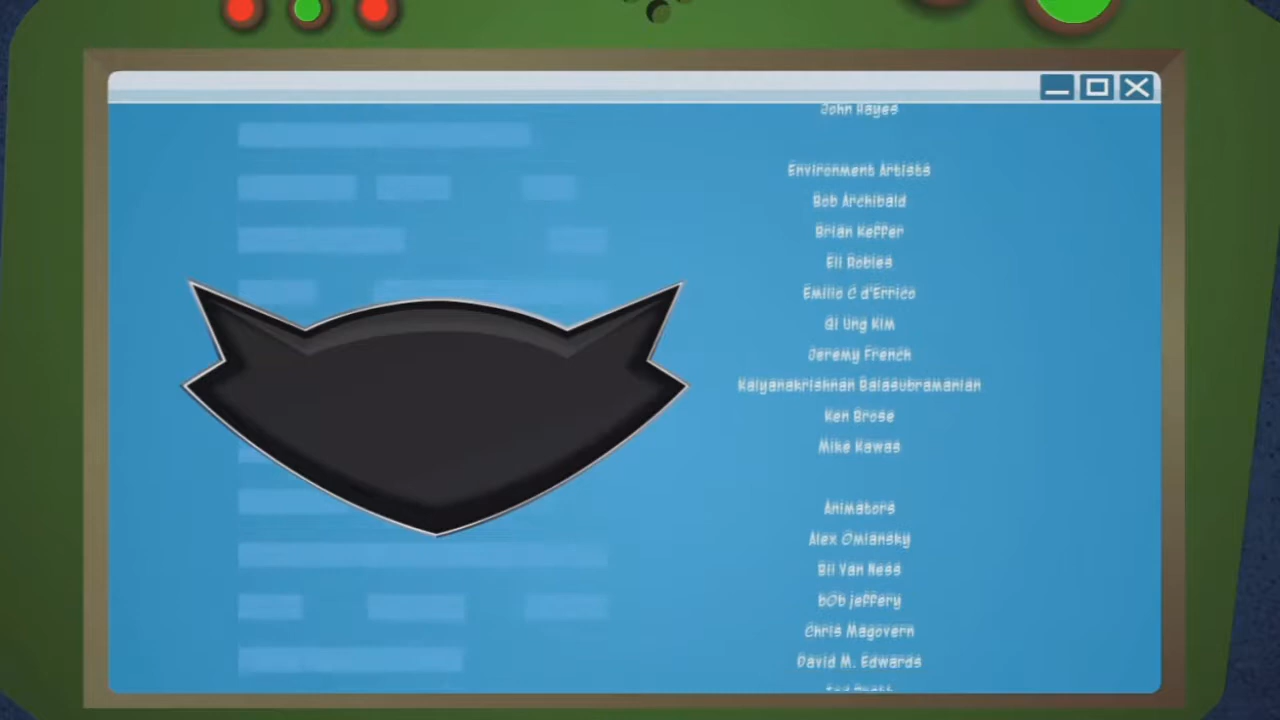 John Hayes
Environment Artists
Bob Archibald
Brian Keffer
Eli Robles
Emilio C d'Errico
Gi Ung Kim
Jeremy French
Kalyanakrishnan Balasubramanian
Ken Brose
Mike Kawas
Animators
Alex Omiansky
Bil Van Ness
bOb jeffery
Chris Magovern
David M. Edwards